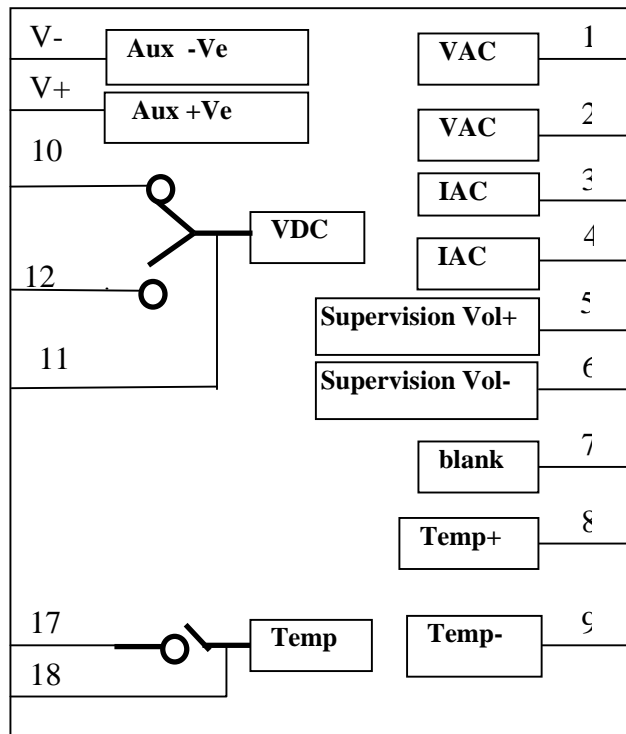 V-
Aux -Ve
VAC
1
V+
Aux +Ve
VAC
2
10
IAC
3
VDC
IAC
4
12
Supervision Vol+
5
11
Supervision Vol-
6
blank
7
Temp+
8
17
Temp
Temp-
9
18